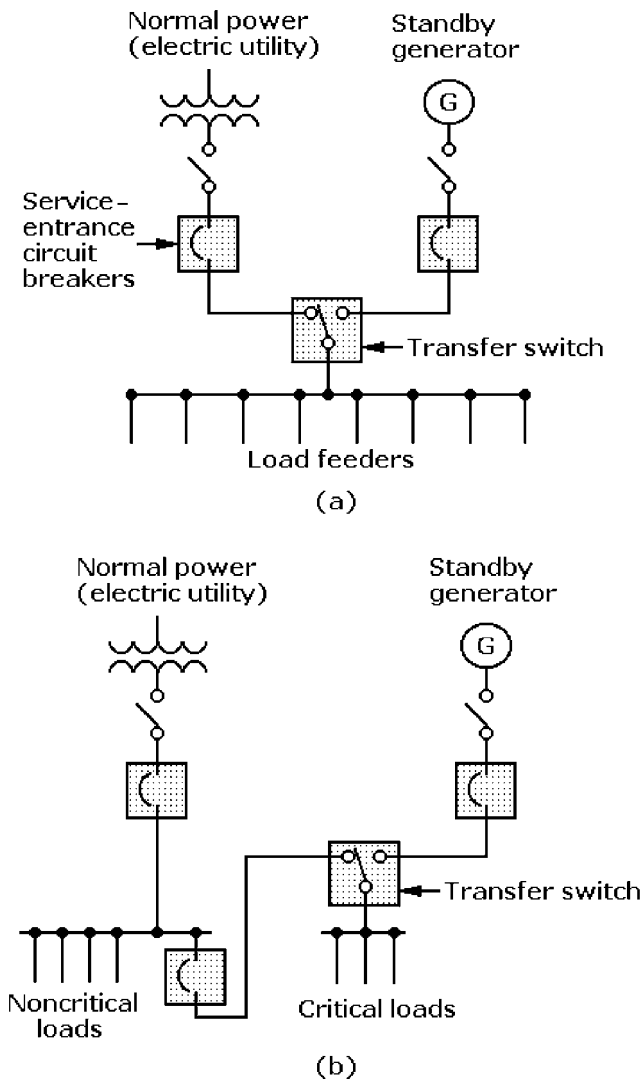 Normal power
(electric utility)
Standby
generator
G
Service-
entrance
circuit
breakers
Transfer switch
Load feeders
(a)
Normal power
(electric utility)
Standby
generator
G
Transfer switch
Noncritical
loads
Critical loads
(b)